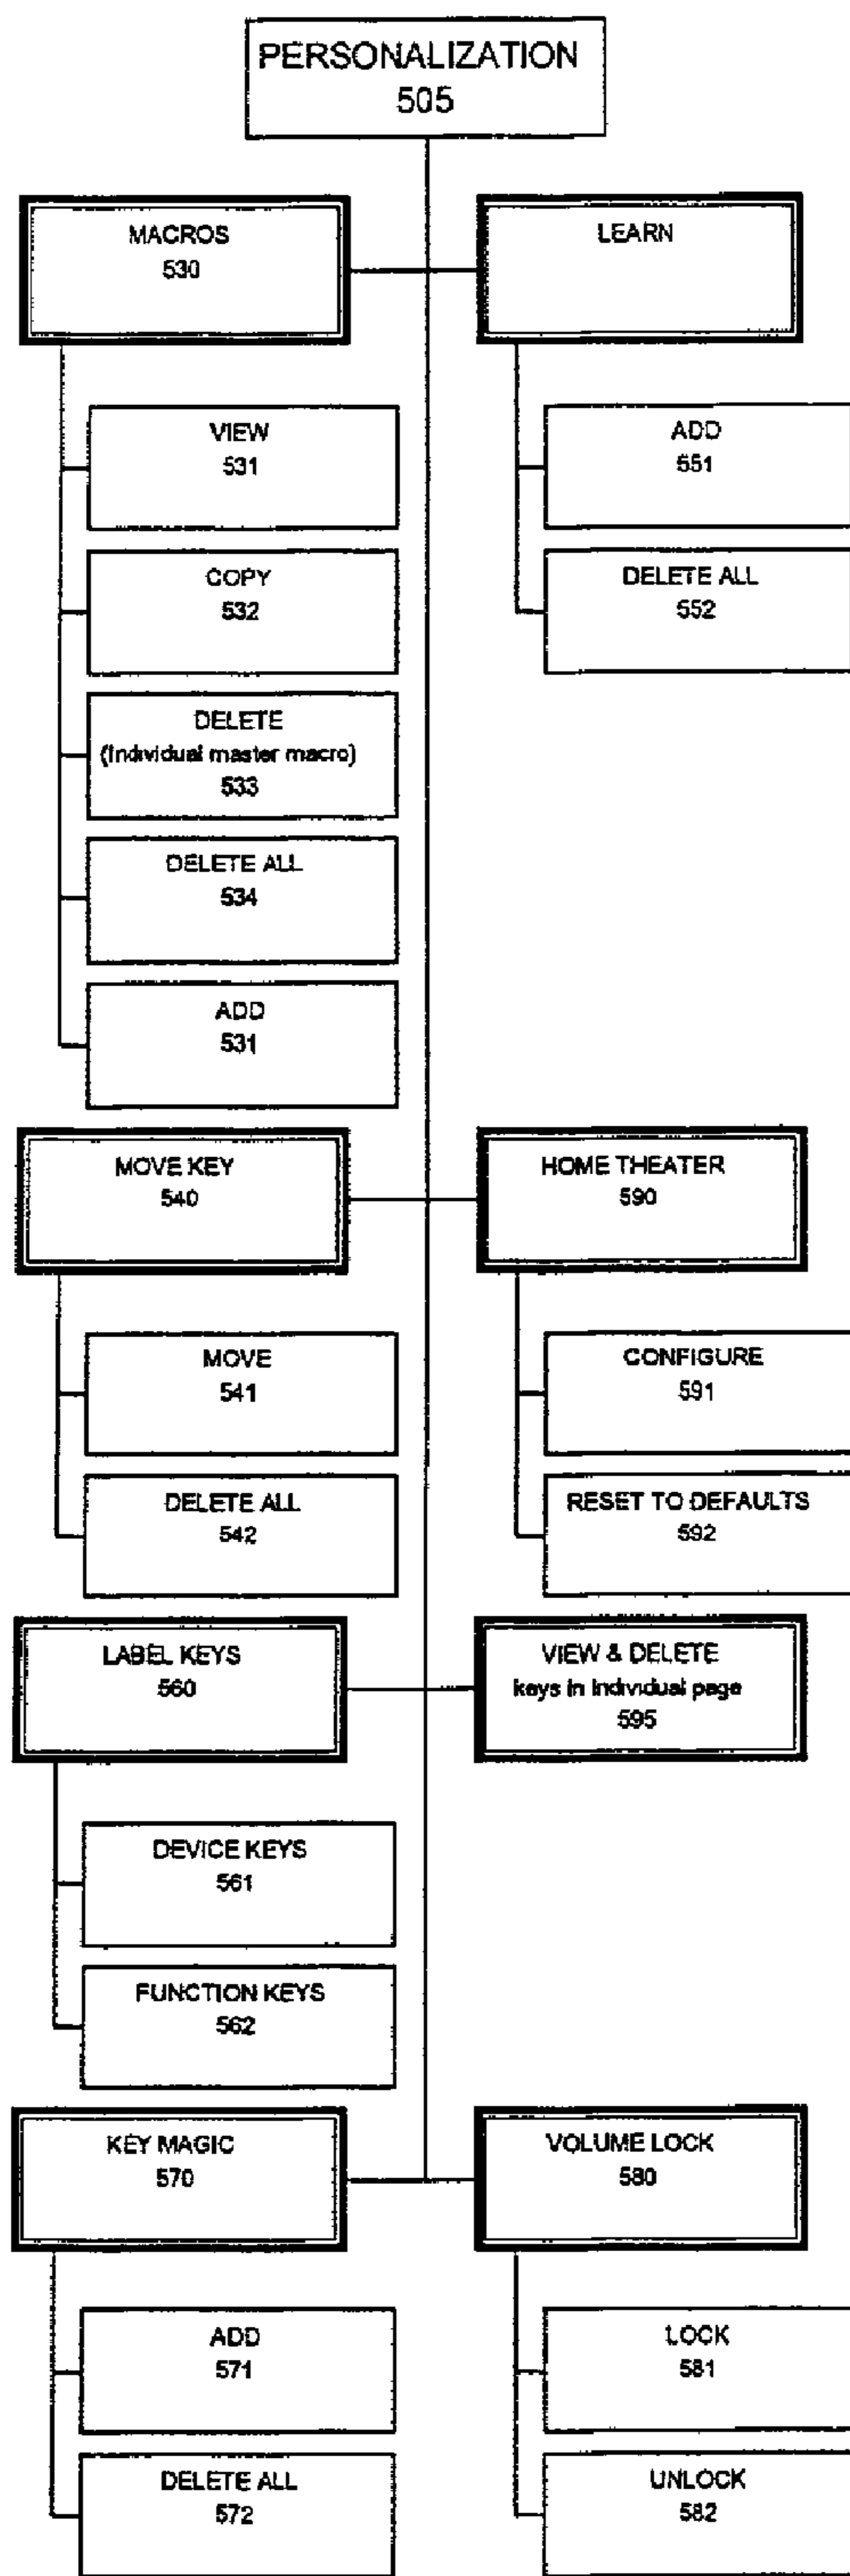 PERSONALIZATION
505
MACROS
530
LEARN
VIEW
531
ADD
551
COPY
532
DELETE ALL
552
DELETE
(Individual master macro)
533
DELETE ALL
534
ADD
531
MOVE KEY
540
HOME THEATER
590
MOVE
541
CONFIGURE
591
DELETE ALL
542
RESET TO DEFAULTS
592
LABEL KEYS
560
VIEW & DELETE
keys in individual page
595
DEVICE KEYS
561
FUNCTION KEYS
562
KEY MAGIC
570
VOLUME LOCK
580
ADD
571
LOCK
581
DELETE ALL
572
UNLOCK
582